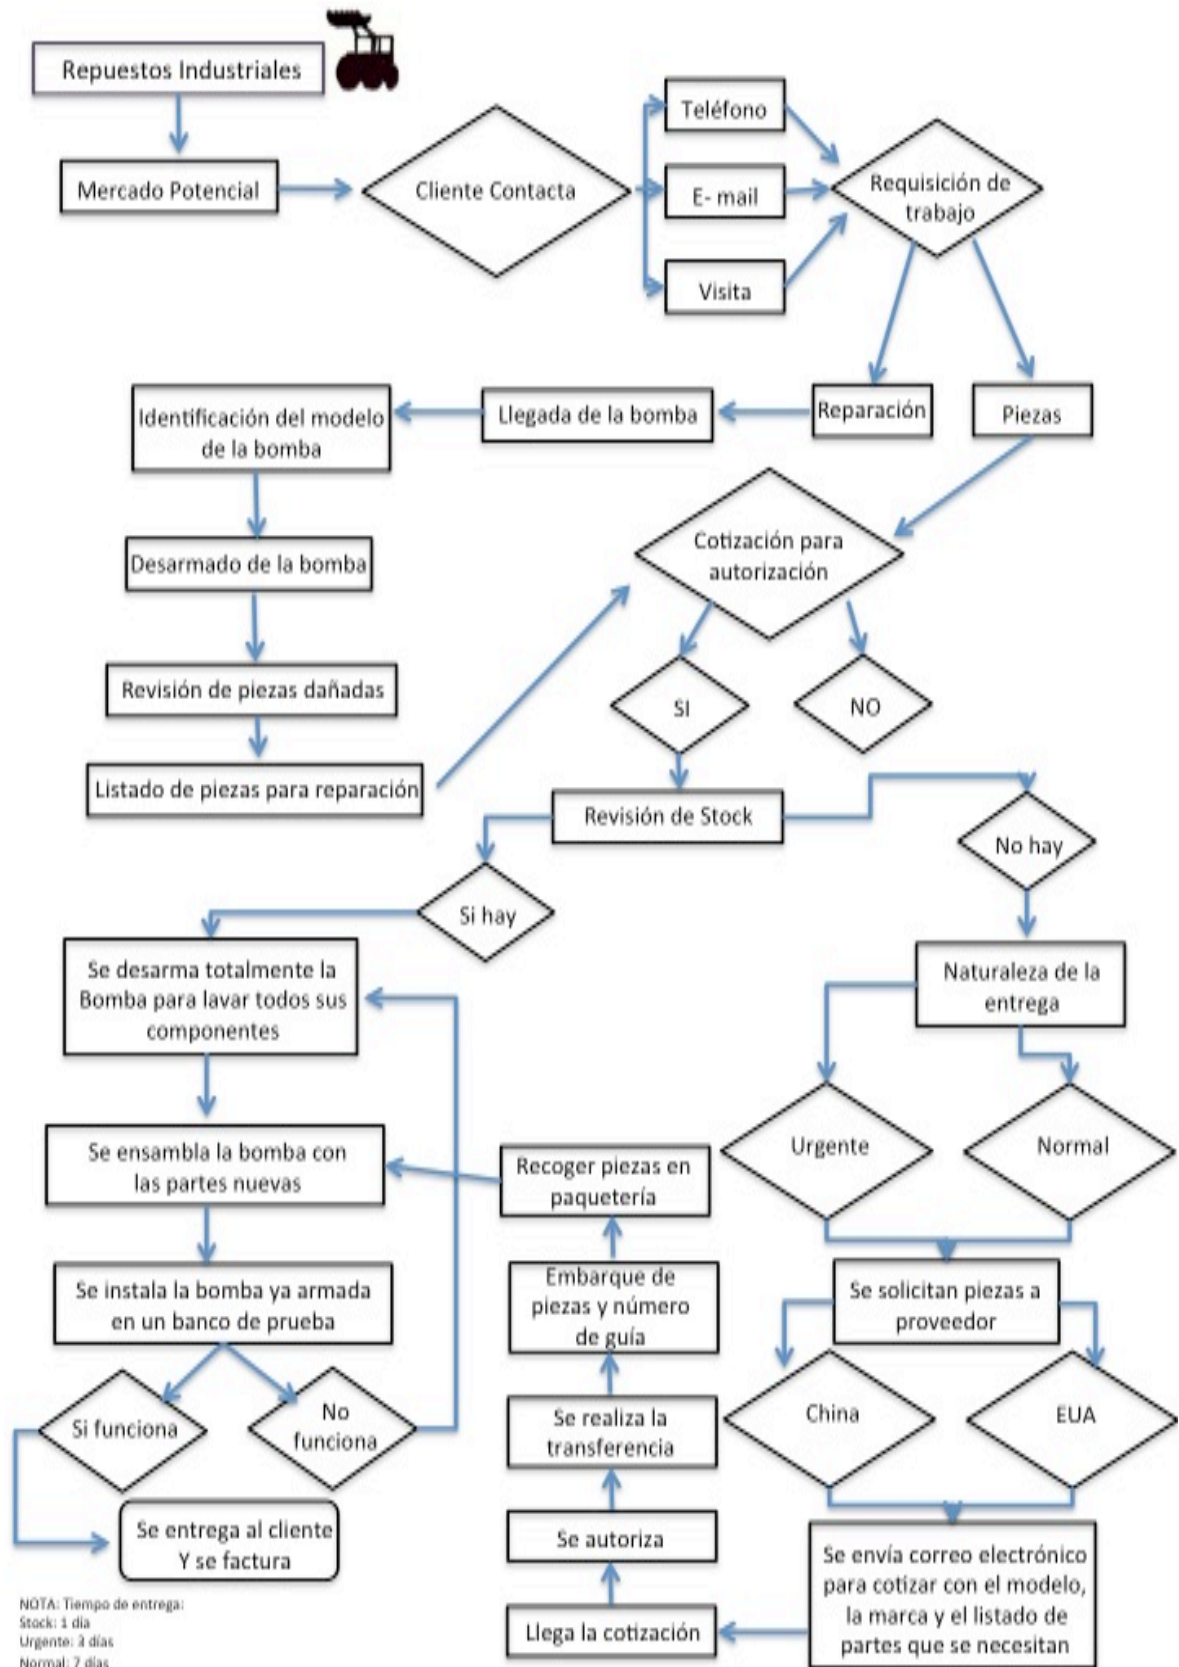 Repuestos Industriales
Mercado Potencial
Cliente Contacta
Teléfono
E- mail
Visita
Requisición de
trabajo
Reparación
Piezas
Llegada de la bomba
Identificación del modelo
de la bomba
Desarmado de la bomba
Revisión de piezas dañadas
Listado de piezas para reparación
Cotización para
autorización
SI
NO
Revisión de Stock
Si hay
No hay
Se desarma totalmente la
Bomba para lavar todos sus
componentes
Se ensambla la bomba con
las partes nuevas
Se instala la bomba ya armada
en un banco de prueba
Si funciona
No
funciona
Se entrega al cliente
Y se factura
Naturaleza de la
entrega
Urgente
Normal
Se solicitan piezas a
proveedor
China
EUA
Se envía correo electrónico
para cotizar con el modelo,
la marca y el listado de
partes que se necesitan
Llega la cotización
Se autoriza
Se realiza la
transferencia
Embarque de
piezas y número
de guía
Recoger piezas en
paquetería
NOTA: Tiempo de entrega:
Stock: 1 día
Urgente: 3 días
Normal: 7 días